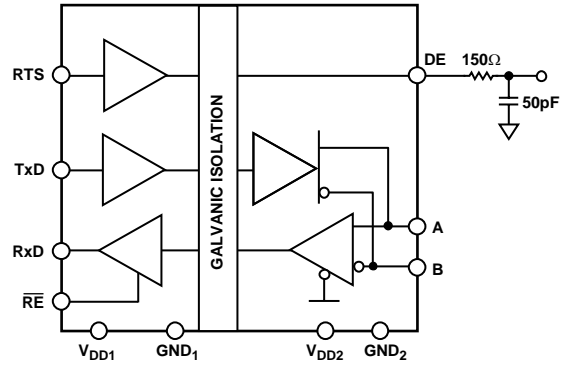 DE
150Ω
50pF
RTS
TxD
RxD
RE
GALVANIC ISOLATION
A
B
VDD1
GND1
VDD2
GND2